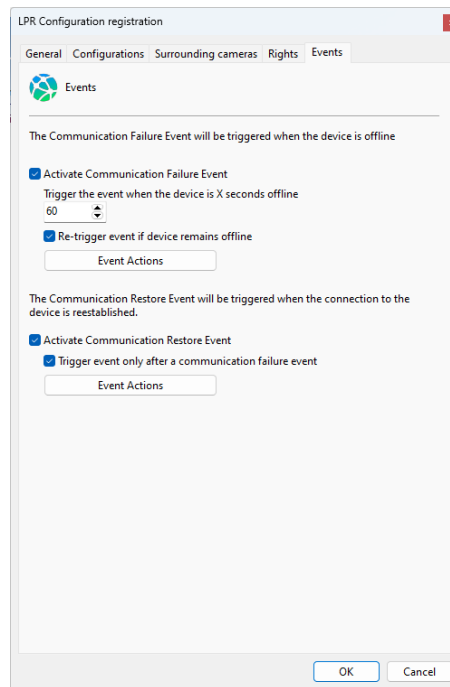 LPR Configuration registration
General Configurations Surrounding cameras Rights Events
Events
The Communication Failure Event will be triggered when the device is offline
Activate Communication Failure Event
Trigger the event when the device is X seconds offline
60
Re-trigger event if device remains offline
Event Actions
The Communication Restore Event will be triggered when the connection to the
device is reestablished.
Activate Communication Restore Event
Trigger event only after a communication failure event
Event Actions
OK Cancel